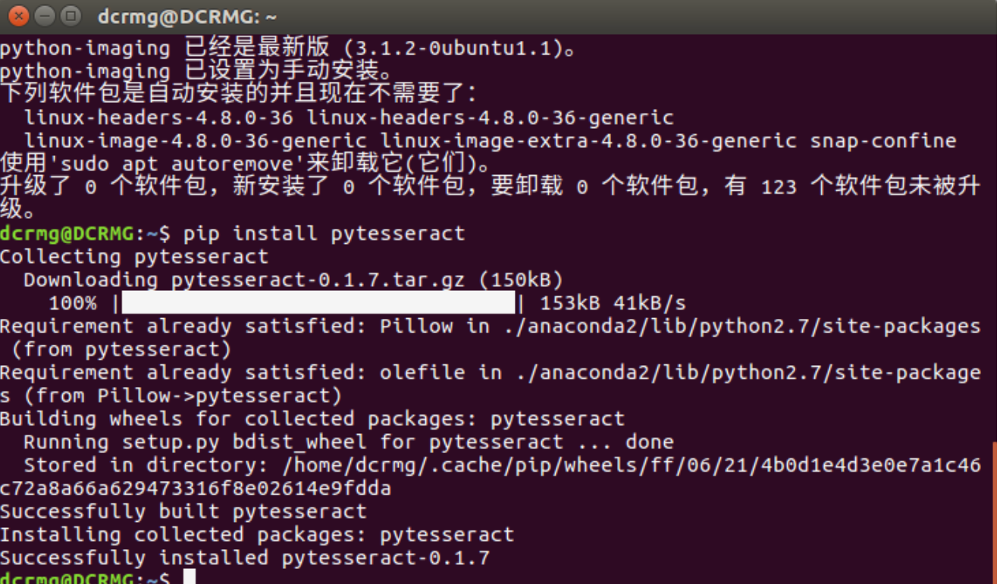 dcrmg@DCRMG: ~
python-imaging 已经是最新版 (3.1.2-0ubuntu1.1)。
python-imaging 已设置为手动安装。
下列软件包是自动安装的并且现在不需要了：
  linux-headers-4.8.0-36 linux-headers-4.8.0-36-generic
  linux-image-4.8.0-36-generic linux-image-extra-4.8.0-36-generic snap-confine
使用'sudo apt autoremove'来卸载它(它们)。
升级了 0 个软件包，新安装了 0 个软件包，要卸载 0 个软件包，有 123 个软件包未被升
级。
dcrmg@DCRMG:~$ pip install pytesseract
Collecting pytesseract
  Downloading pytesseract-0.1.7.tar.gz (150kB)
    100% || 153kB 41kB/s
Requirement already satisfied: Pillow in ./anaconda2/lib/python2.7/site-packages
 (from pytesseract)
Requirement already satisfied: olefile in ./anaconda2/lib/python2.7/site-package
s (from Pillow->pytesseract)
Building wheels for collected packages: pytesseract
  Running setup.py bdist_wheel for pytesseract ... done
  Stored in directory: /home/dcrmg/.cache/pip/wheels/ff/06/21/4b0d1e4d3e0e7a1c46
c72a8a66a629473316f8e02614e9fdda
Successfully built pytesseract
Installing collected packages: pytesseract
Successfully installed pytesseract-0.1.7
dcrmg@DCRMG:~$